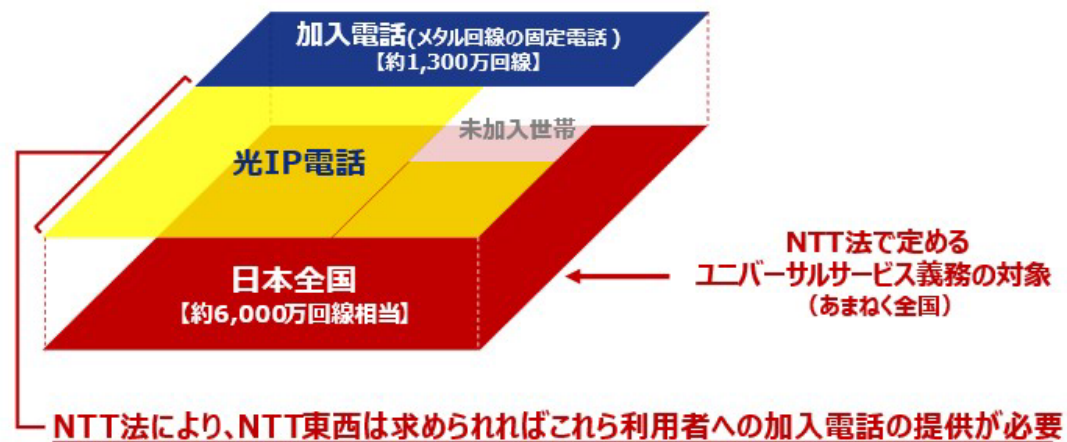 加入電話(メタル回線の固定電話)
【約1,300万回線】
未加入世帯
光IP電話
日本全国
【約6,000万回線相当】
NTT法で定める
ユニバーサルサービス義務の対象
(あまねく全国)
NTT法により、NTT東西は求められればこれら利用者への加入電話の提供が必要